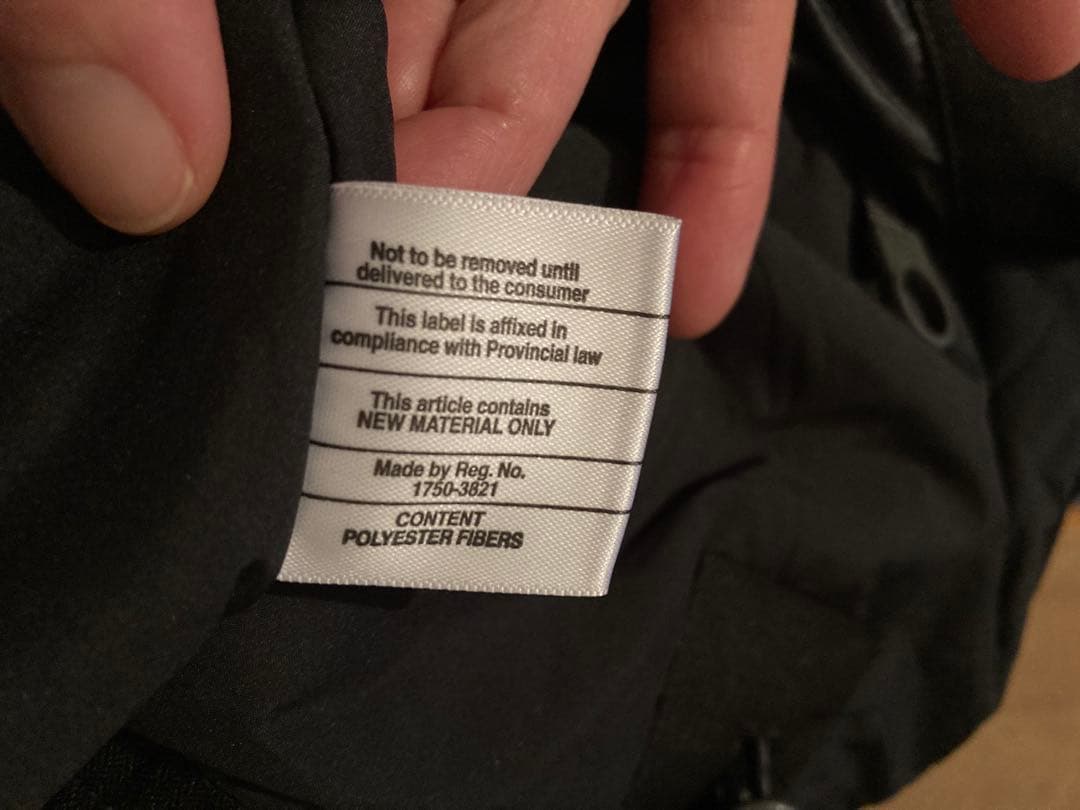 Not to be removed until
delivered to the consumer
This label is affixed in
compliance with Provincial law
This article contains
NEW MATERIAL ONLY
Made by Reg. No.
1750-3821
CONTENT
POLYESTER FIBERS